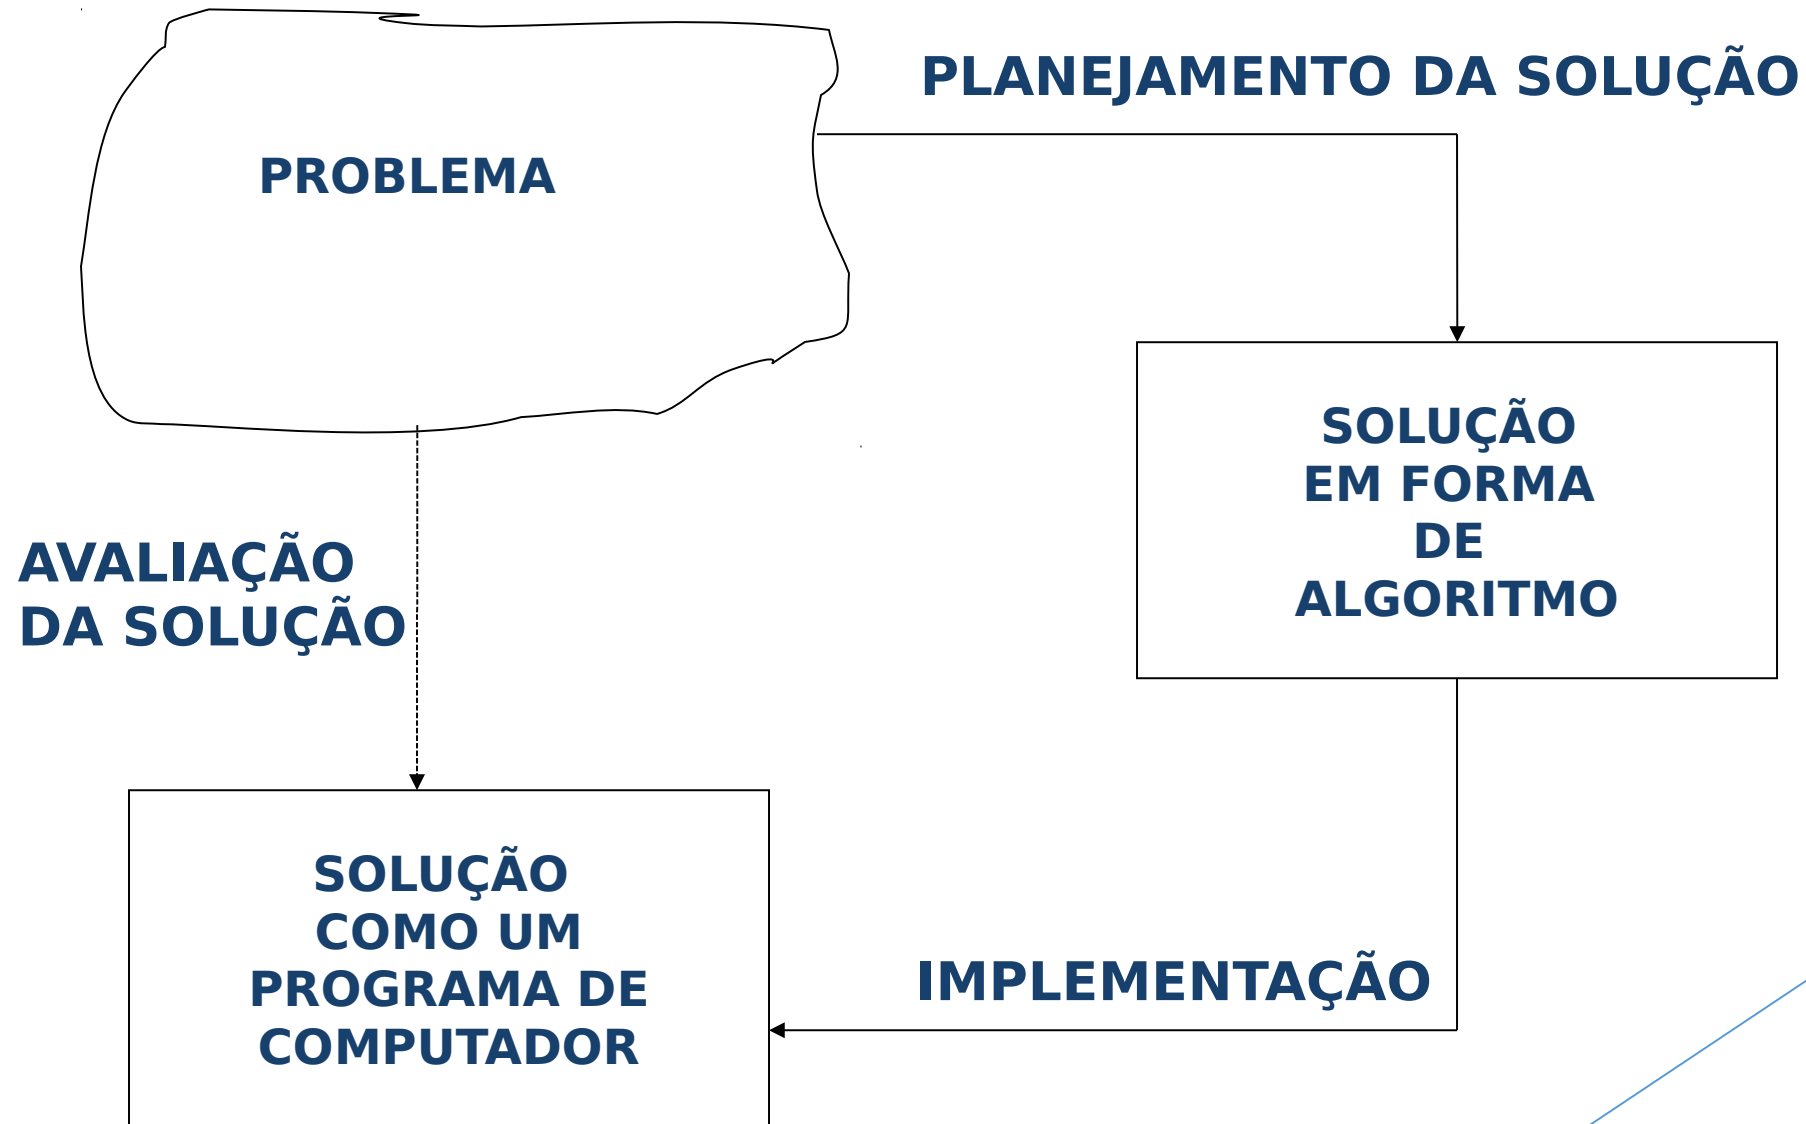 PLANEJAMENTO DA SOLUÇÃO
PROBLEMA
SOLUÇÃO
EM FORMA
DE
ALGORITMO
AVALIAÇÃO
DA SOLUÇÃO
SOLUÇÃO
COMO UM
PROGRAMA DE
COMPUTADOR
IMPLEMENTAÇÃO